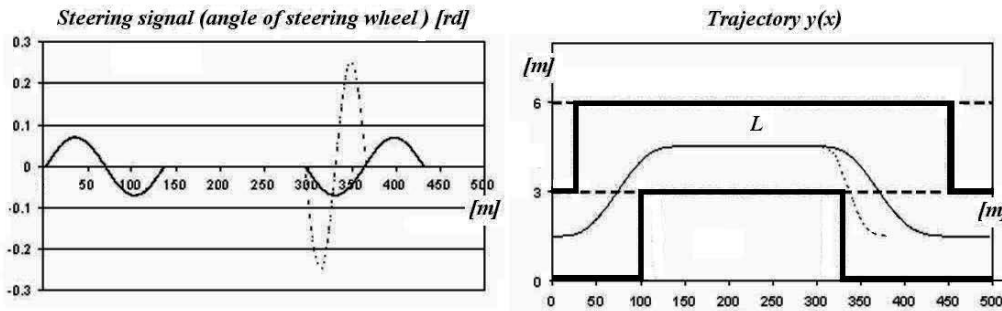 Steering signal (angle of steering wheel ) [rd]
0.3
0.2
0.1
0
-0.1
-0.2
-0.3
50 100 150 200 250 300 350 400 450 500
[m]
Trajectory y(x)
[m]
6
3
0
L
[m]
0 50 100 150 200 250 300 350 400 450 500